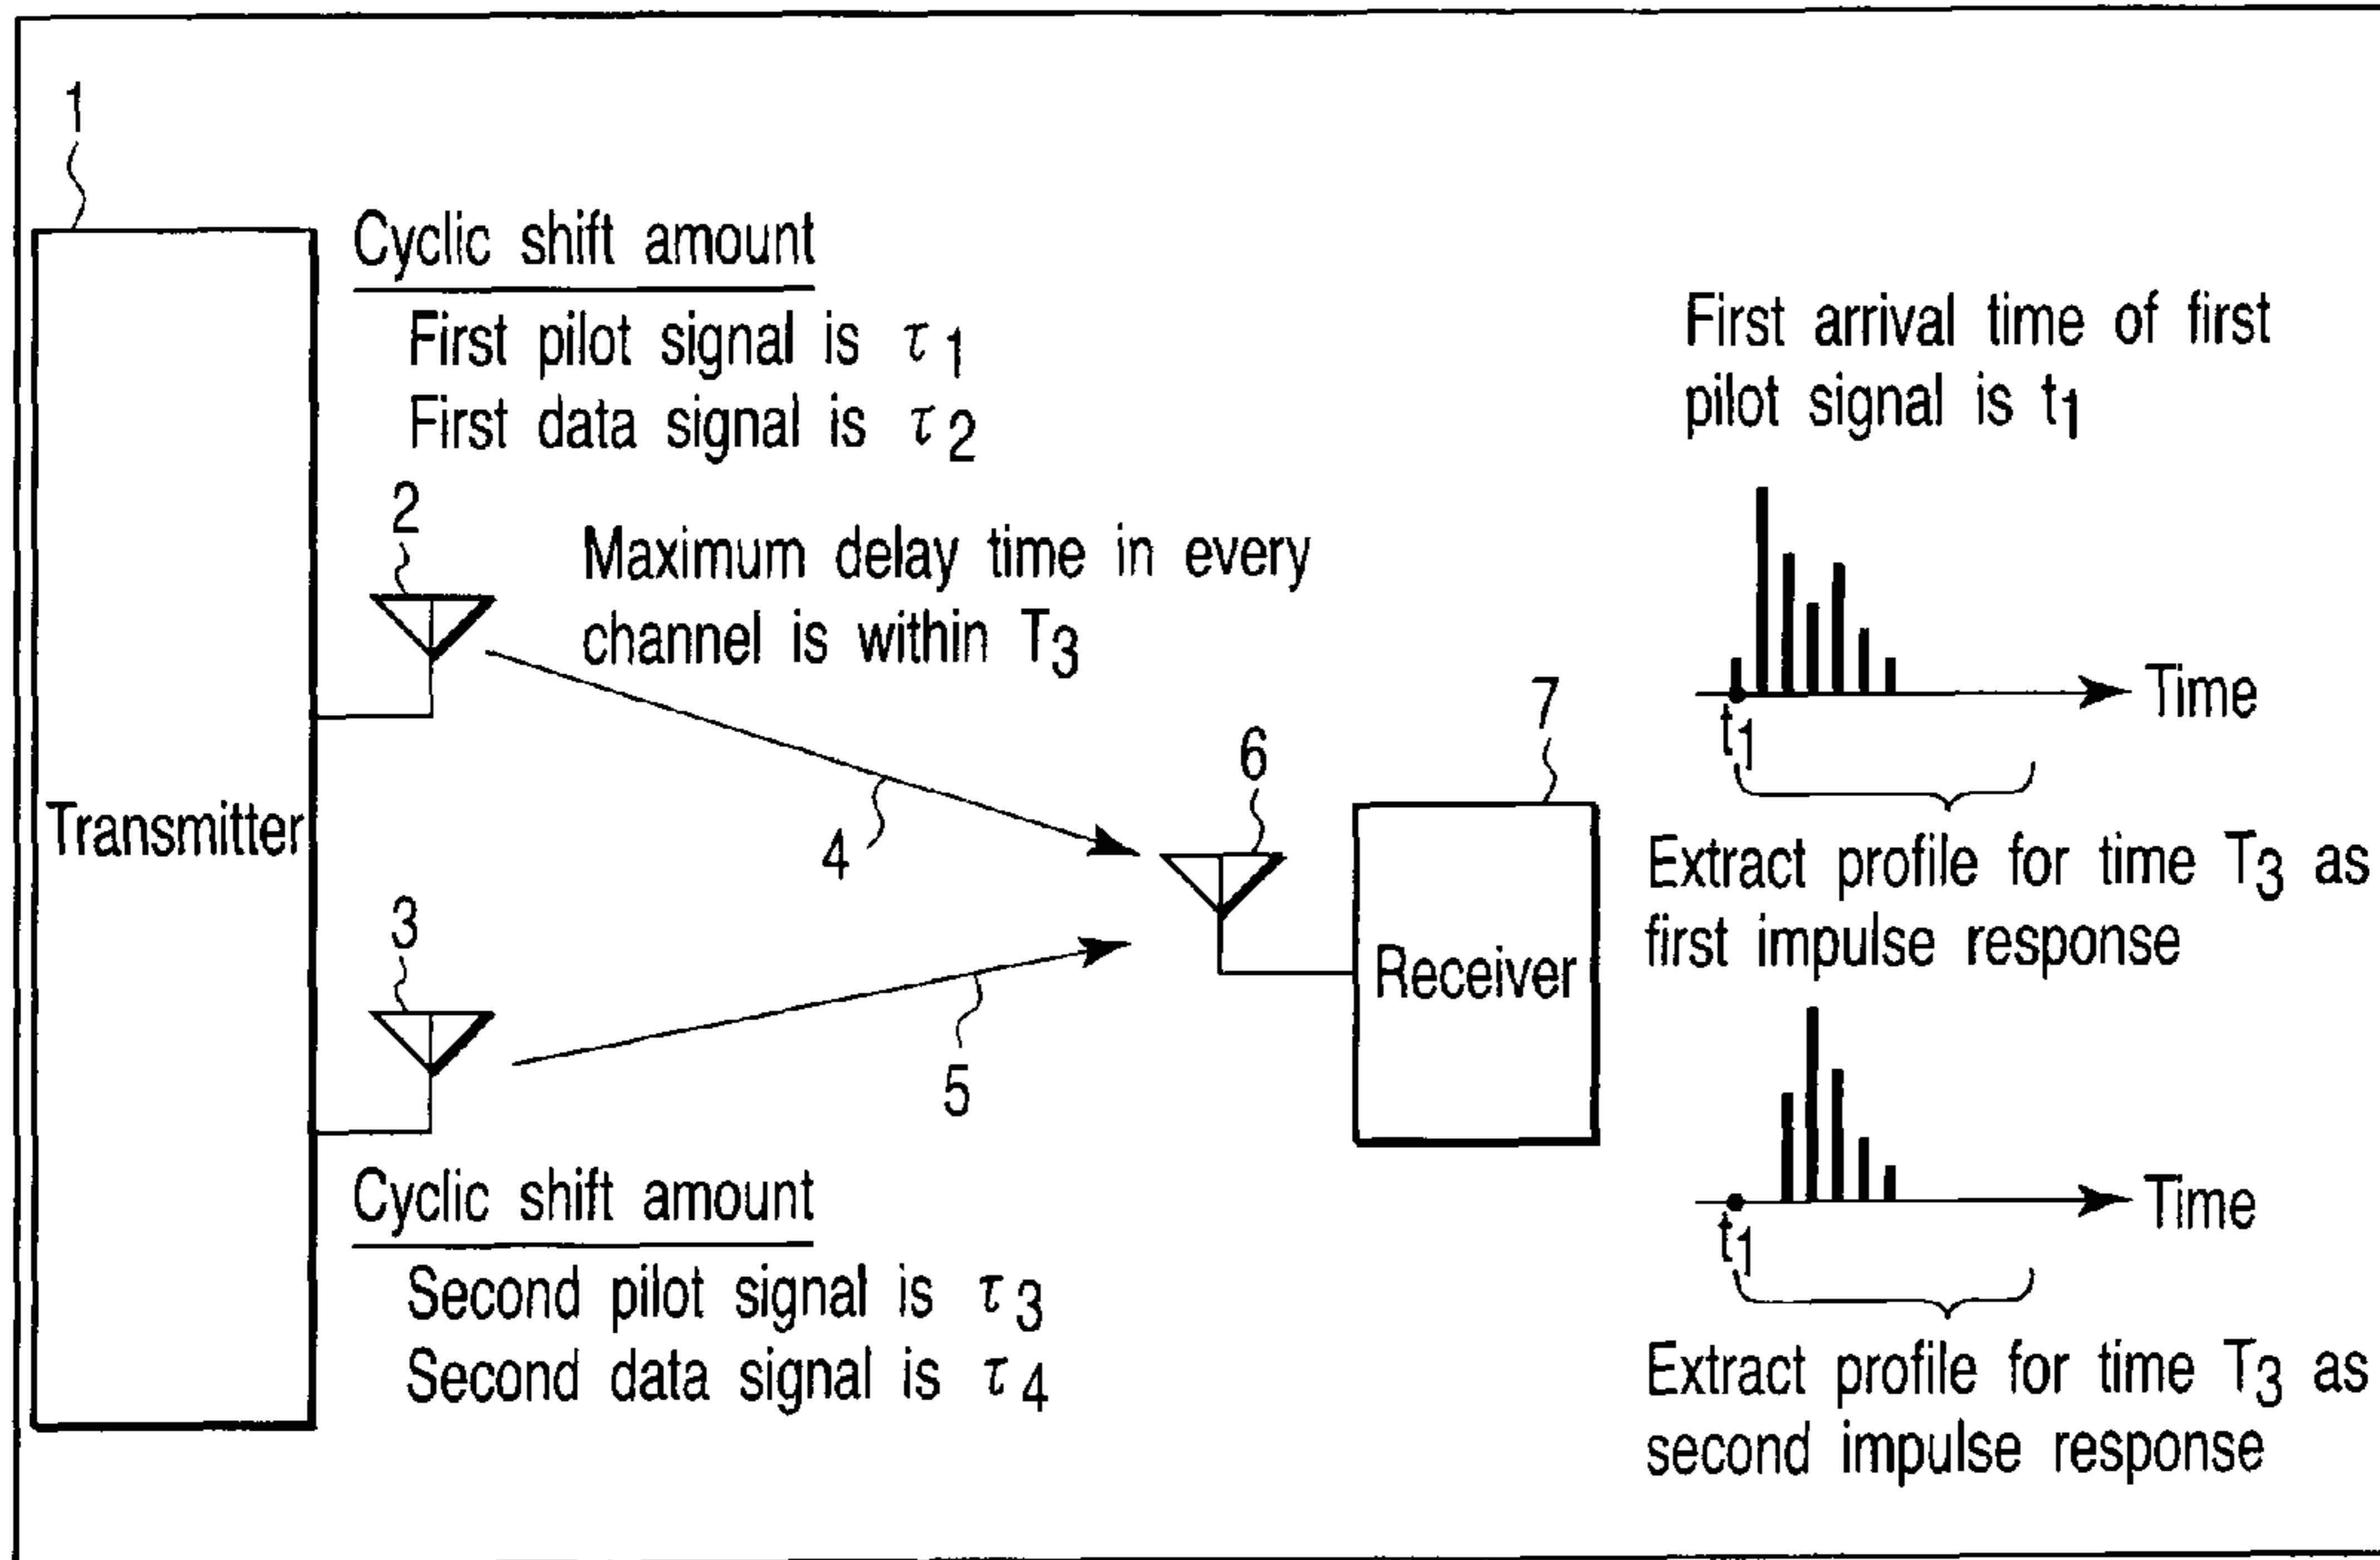 1
Cyclic shift amount
First pilot signal is τ1
First data signal is τ2
2
Maximum delay time in every
channel is within T3
Transmitter
4
3
5
Cyclic shift amount
Second pilot signal is τ3
Second data signal is τ4
6
7
Receiver
First arrival time of first
pilot signal is t1
Time
t1
Extract profile for time T3 as
first impulse response
Time
t1
Extract profile for time T3 as
second impulse response